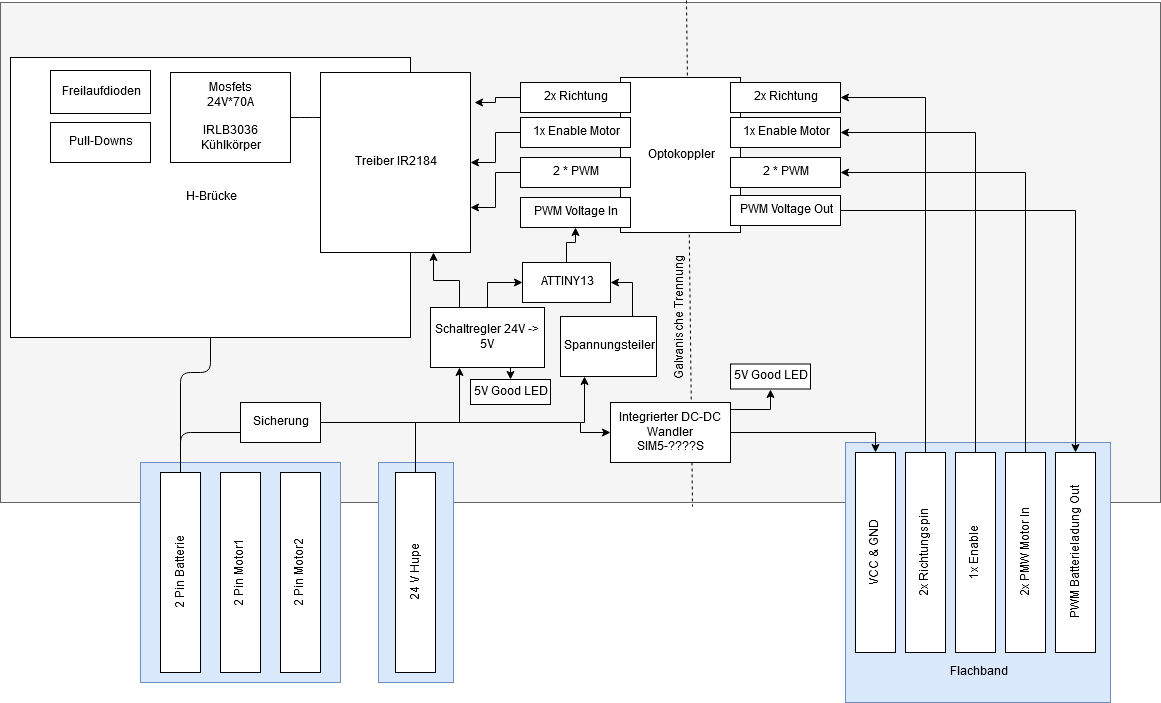 Freilaufdioden
Pull-Downs
Mosfets
24V*70A
IRLB3036
Kühlkörper
H-Brücke
Treiber IR2184
2x Richtung
1x Enable Motor
2 * PWM
PWM Voltage In
Optokoppler
2x Richtung
1x Enable Motor
2 * PWM
PWM Voltage Out
ATTINY13
Schaltregler 24V ->
5V
Spannungsteiler
5V Good LED
Galvanische Trennung
5V Good LED
Sicherung
Integrierter DC-DC
Wandler
SIM5-????S
2 Pin Batterie
2 Pin Motor1
2 Pin Motor2
24 V Hupe
VCC & GND
2x Richtungspin
1x Enable
2x PMW Motor In
PWM Batterieladung Out
Flachband